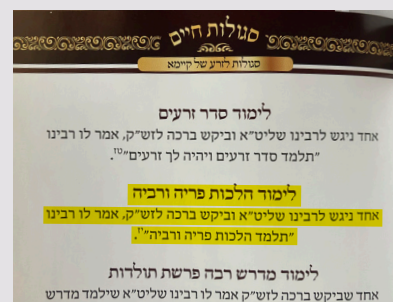 סגולות חיים
סגולות לזרע של קיימא
לימוד סדר זרעים
אחד ניגש לרבינו שליט"א וביקש ברכה לזש"ק, אמר לו רבינו
"תלמד סדר זרעים ויהיה לך זרעים"טז.
לימוד הלכות פריה ורביה
אחד ניגש לרבינו שליט"א וביקש ברכה לזש"ק, אמר לו רבינו
"תלמד הלכות פריה ורביה"יז.
לימוד מדרש רבה פרשת תולדות
אחד שביקש ברכה לזש"ק אמר לו רבינו שליט"א שילמד מדרש